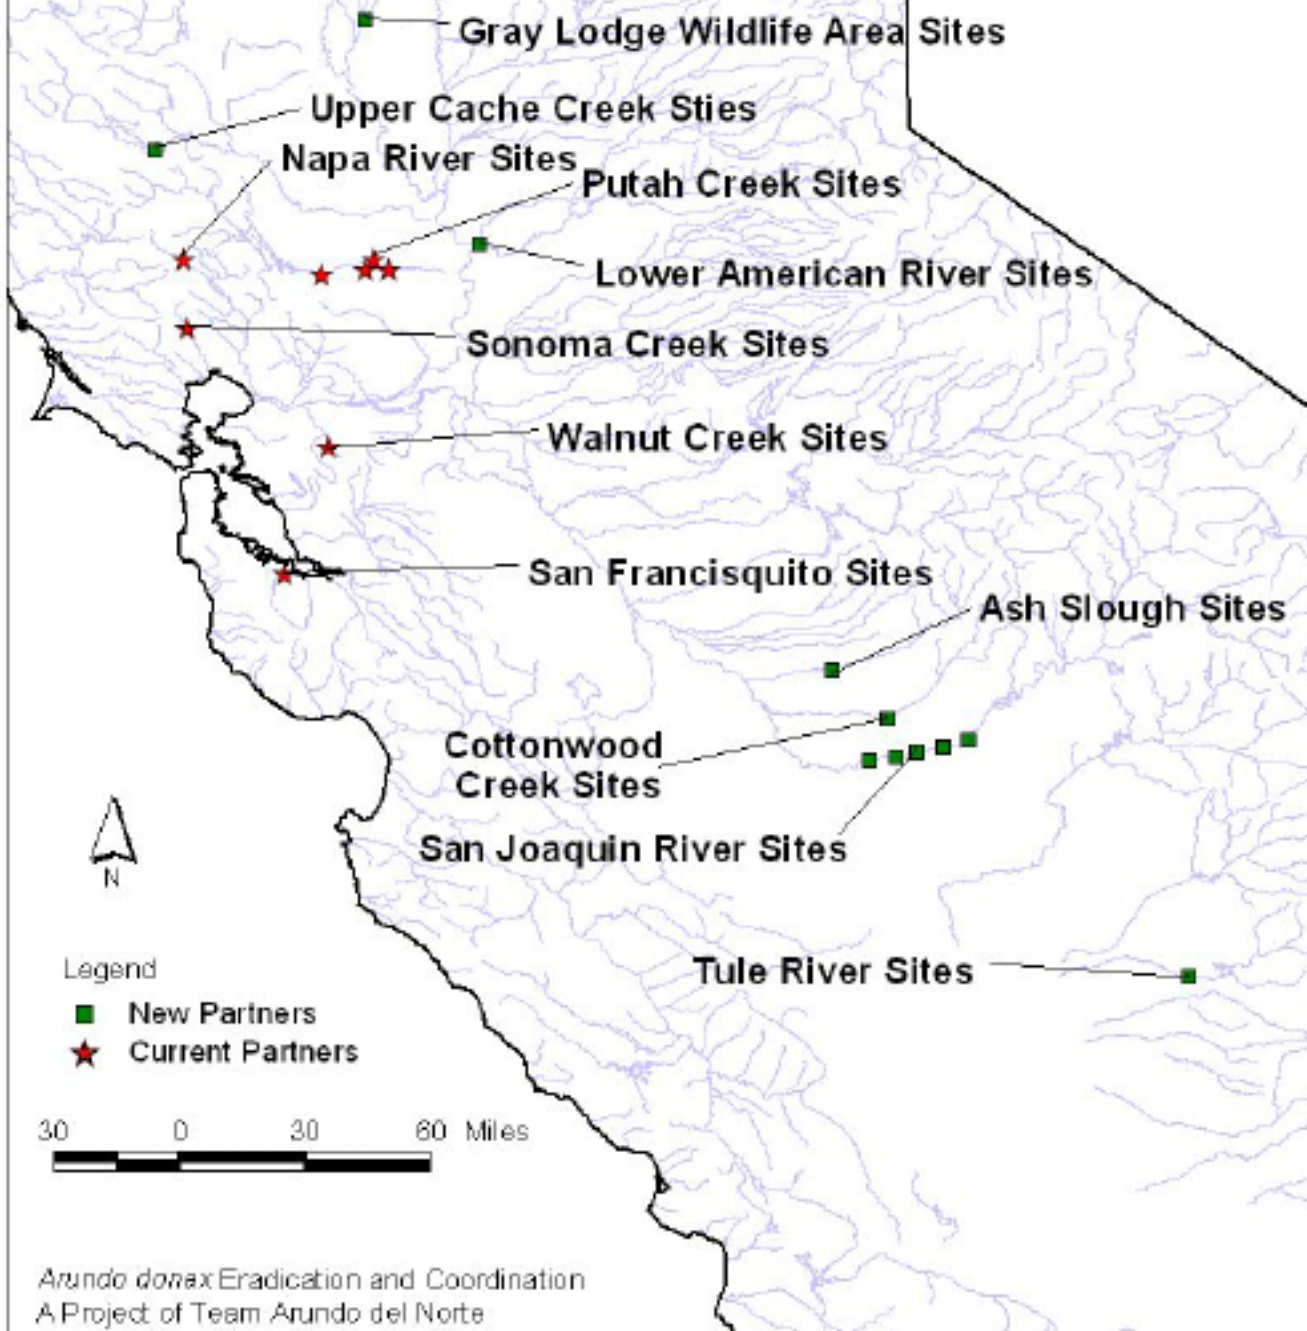 Gray Lodge Wildlife Area Sites
Upper Cache Creek Sties
Napa River Sites
Putah Creek Sites
Lower American River Sites
Sonoma Creek Sites
Walnut Creek Sites
San Francisquito Sites
Ash Slough Sites
Cottonwood
Creek Sites
San Joaquin River Sites
N
Tule River Sites
Legend
New Partners
Current Partners
30 0 30 60 Miles
Arundo donax Eradication and Coordination
A Project of Team Arundo del Norte